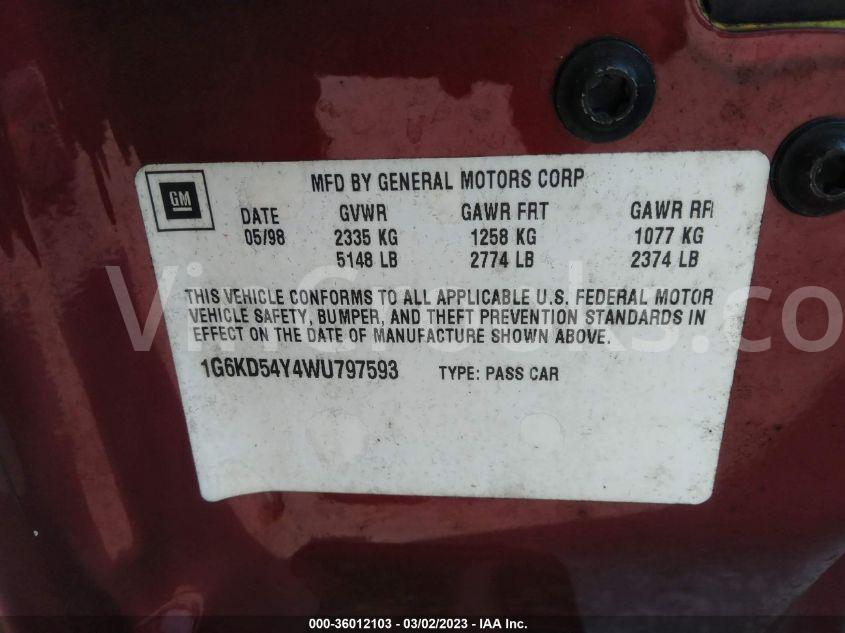 GM
MFD BY GENERAL MOTORS CORP
DATE GVWR GAWR FRT GAWR RR
05/98 2335 KG 1258 KG 1077 KG
5148 LB 2774 LB 2374 LB
THIS VEHICLE CONFORMS TO ALL APPLICABLE U.S. FEDERAL MOTOR
VEHICLE SAFETY, BUMPER, AND THEFT PREVENTION STANDARDS IN
EFFECT ON THE DATE OF MANUFACTURE SHOWN ABOVE.
1G6KD54Y4WU797593 TYPE: PASS CAR
000-36012103 — 03/02/2023 — IAA Inc.